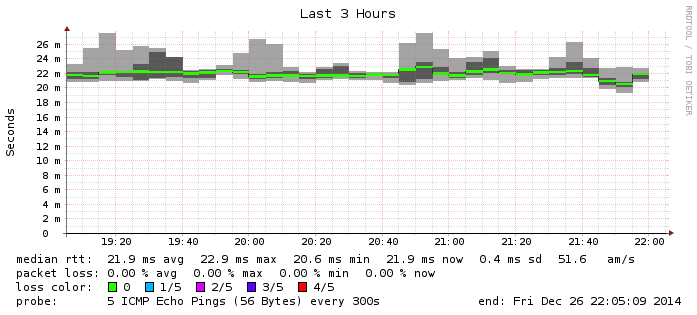 Last 3 Hours
RRDTOOL / TOBI OETIKER
Seconds
26 m
24 m
22 m
20 m
18 m
16 m
14 m
12 m
10 m
8 m
6 m
4 m
2 m
0
19:20 19:40 20:00 20:20 20:40 21:00 21:20 21:40 22:00
median rtt: 21.9 ms avg 22.9 ms max 20.6 ms min 21.9 ms now 0.4 ms sd 51.6 am/s
packet loss: 0.00 % avg 0.00 % max 0.00 % min 0.00 % now
loss color: 0 1/5 2/5 3/5 4/5
probe: 5 ICMP Echo Pings (56 Bytes) every 300s end: Fri Dec 26 22:05:09 2014